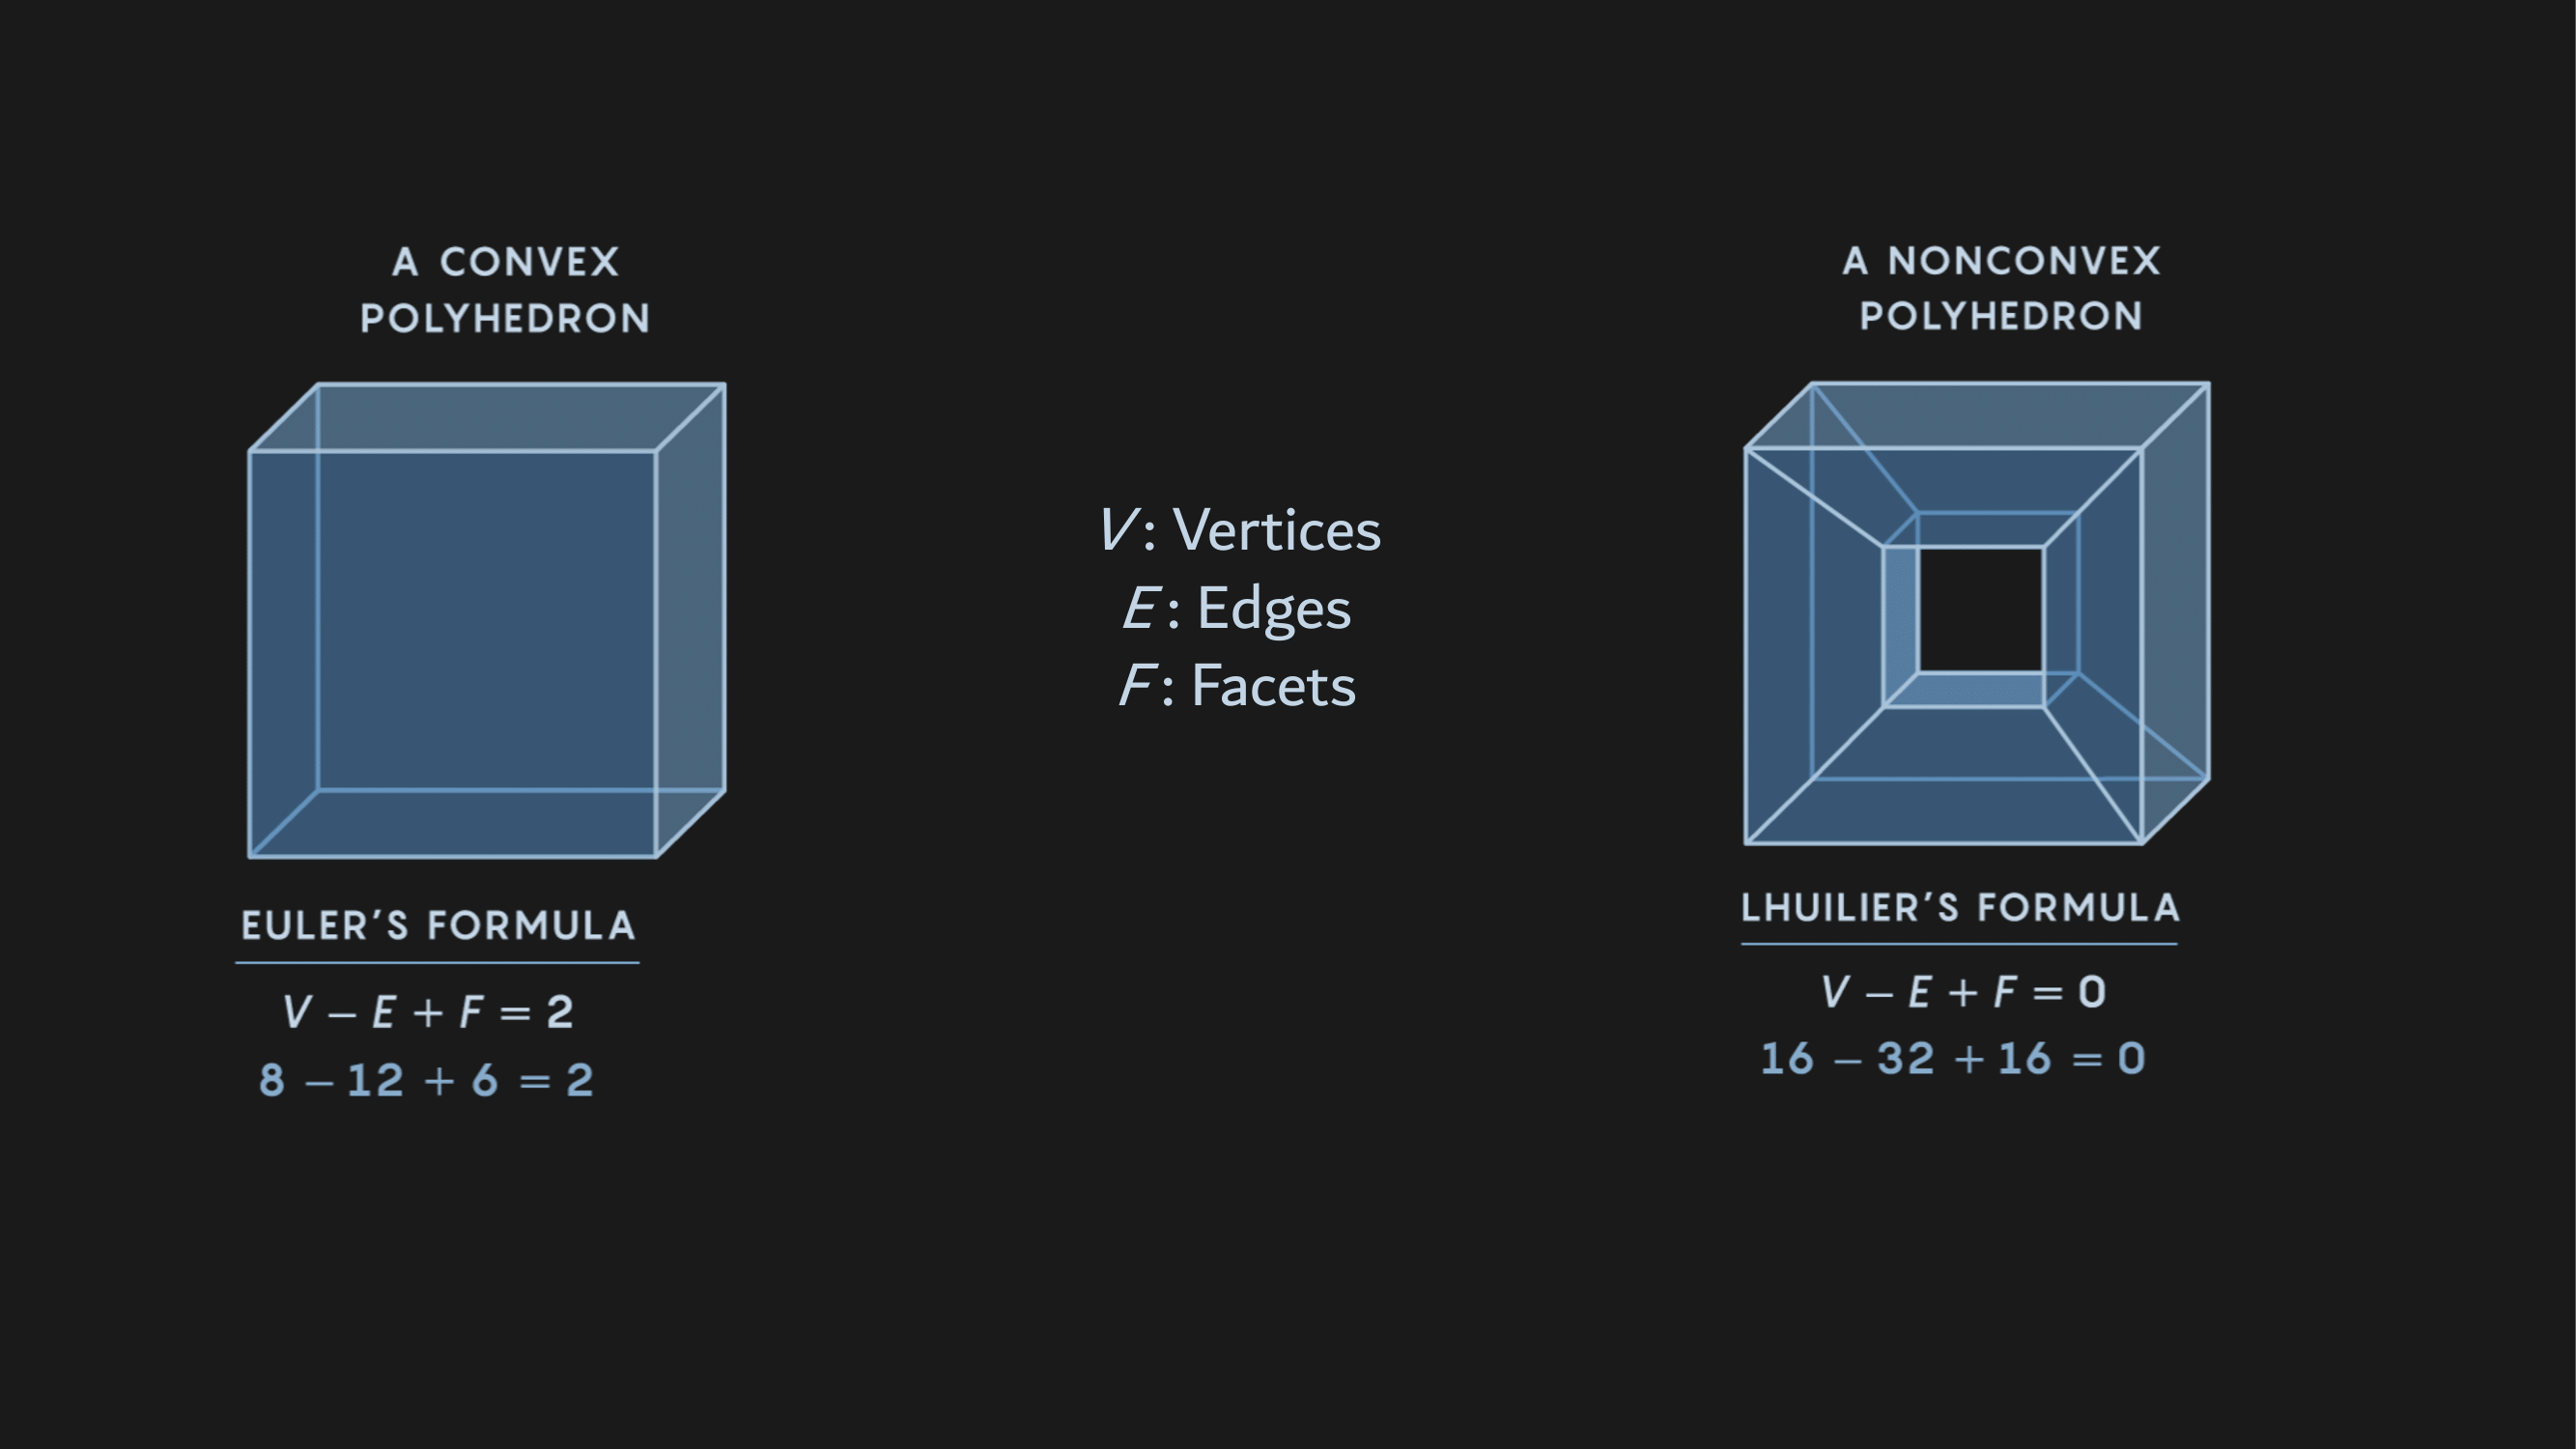 A CONVEX
POLYHEDRON
EULER’S FORMULA
V – E + F = 2
8 – 12 + 6 = 2
V: Vertices
E: Edges
F: Facets
A NONCONVEX
POLYHEDRON
LHUILIER’S FORMULA
V – E + F = 0
16 – 32 + 16 = 0